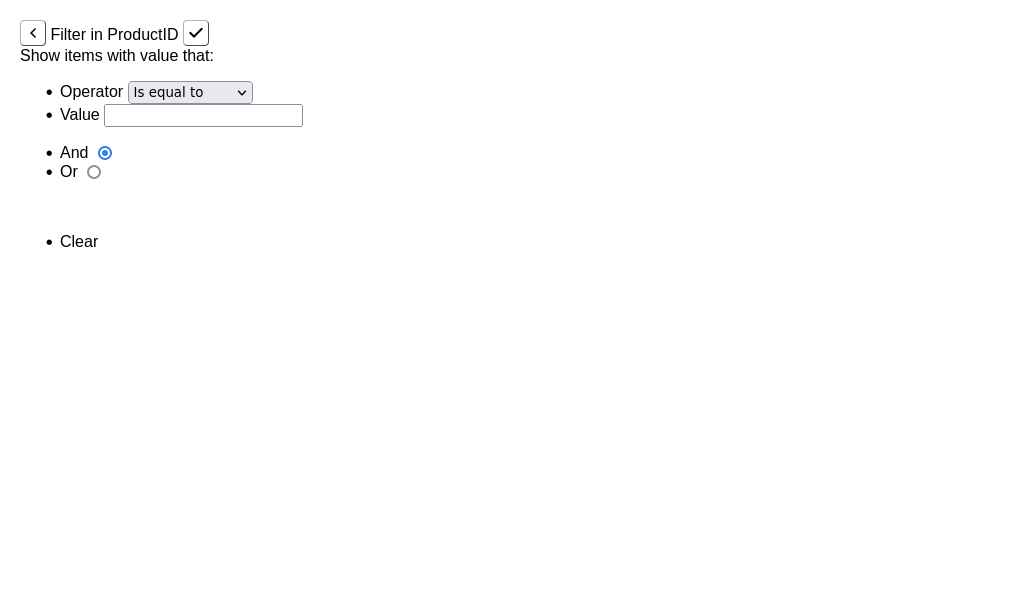 Filter in ProductID
Show items with value that:
Operator Is equal to
Value
And
Or
Clear